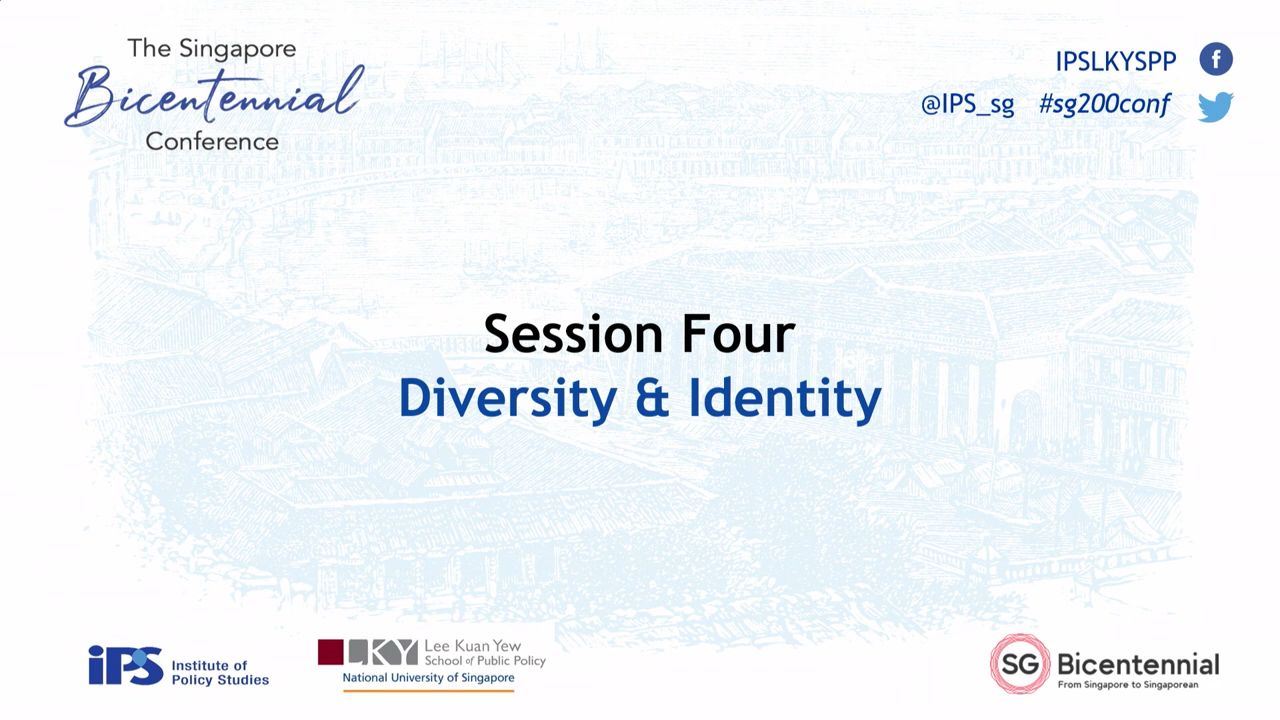 The Singapore
Bicentennial
Conference
IPSLKYSPP
f
@IPS_sg #sg200conf
Session Four
Diversity & Identity
iPS
Institute of
Policy Studies
LKY
Lee Kuan Yew
School of Public Policy
National University of Singapore
SG
Bicentennial
From Singapore to Singaporean